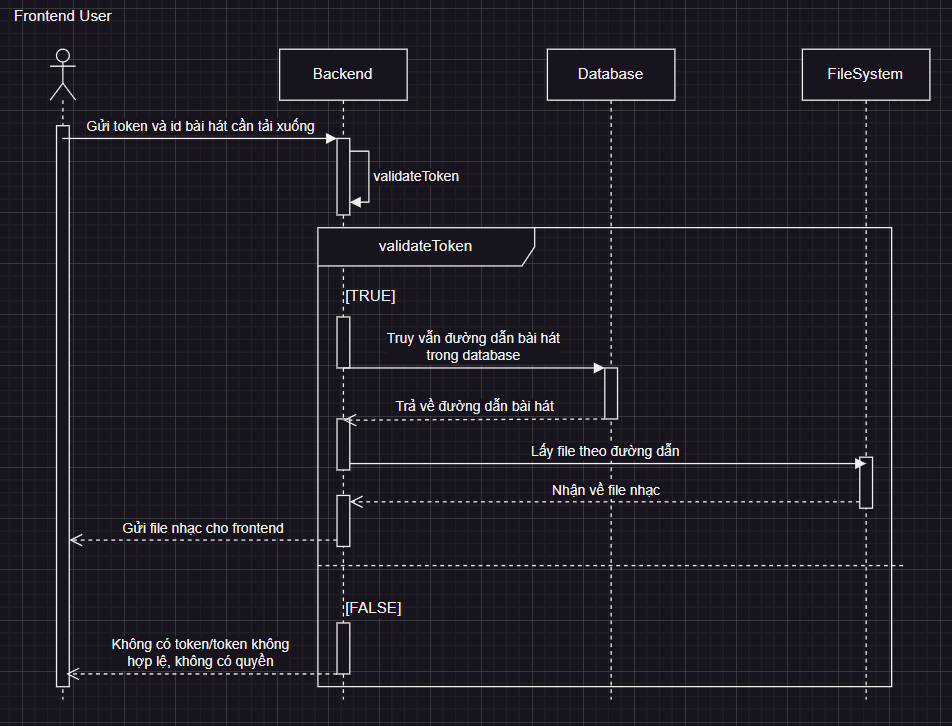 Frontend User
Backend
Database
FileSystem
Gửi token và id bài hát cần tải xuống
validateToken
validateToken
[TRUE]
Truy vẫn đường dẫn bài hát
trong database
Trả về đường dẫn bài hát
Lấy file theo đường dẫn
Nhận về file nhạc
Gửi file nhạc cho frontend
[FALSE]
Không có token/token không
hợp lệ, không có quyền